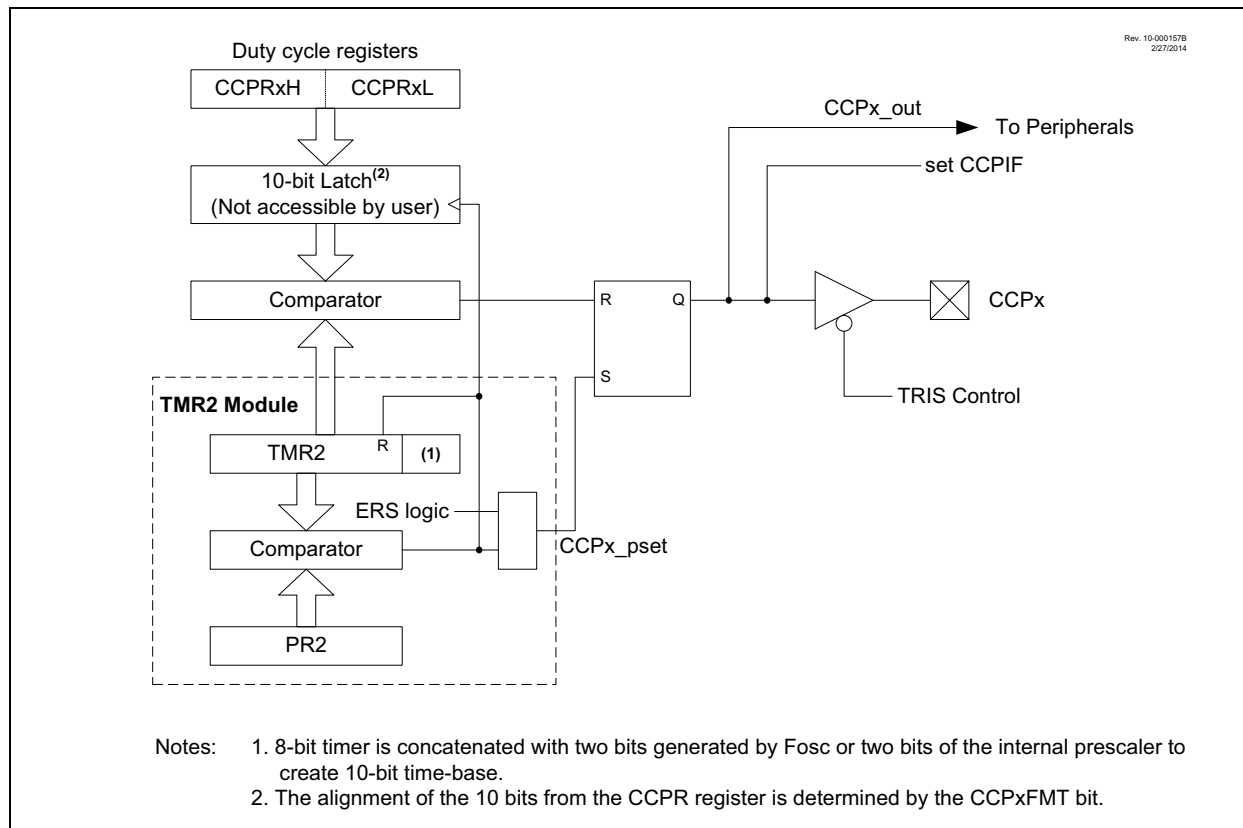 Rev. 10-000157B
2/27/2014
Duty cycle registers
CCPRxH
CCPRxL
CCPx_out
To Peripherals
set CCPIF
10-bit Latch(2)
(Not accessible by user)
Comparator
R
Q
CCPx
S
TRIS Control
TMR2 Module
TMR2
R
(1)
ERS logic
CCPx_pset
Comparator
PR2
Notes: 1. 8-bit timer is concatenated with two bits generated by Fosc or two bits of the internal prescaler to
create 10-bit time-base.
2. The alignment of the 10 bits from the CCPR register is determined by the CCPxFMT bit.